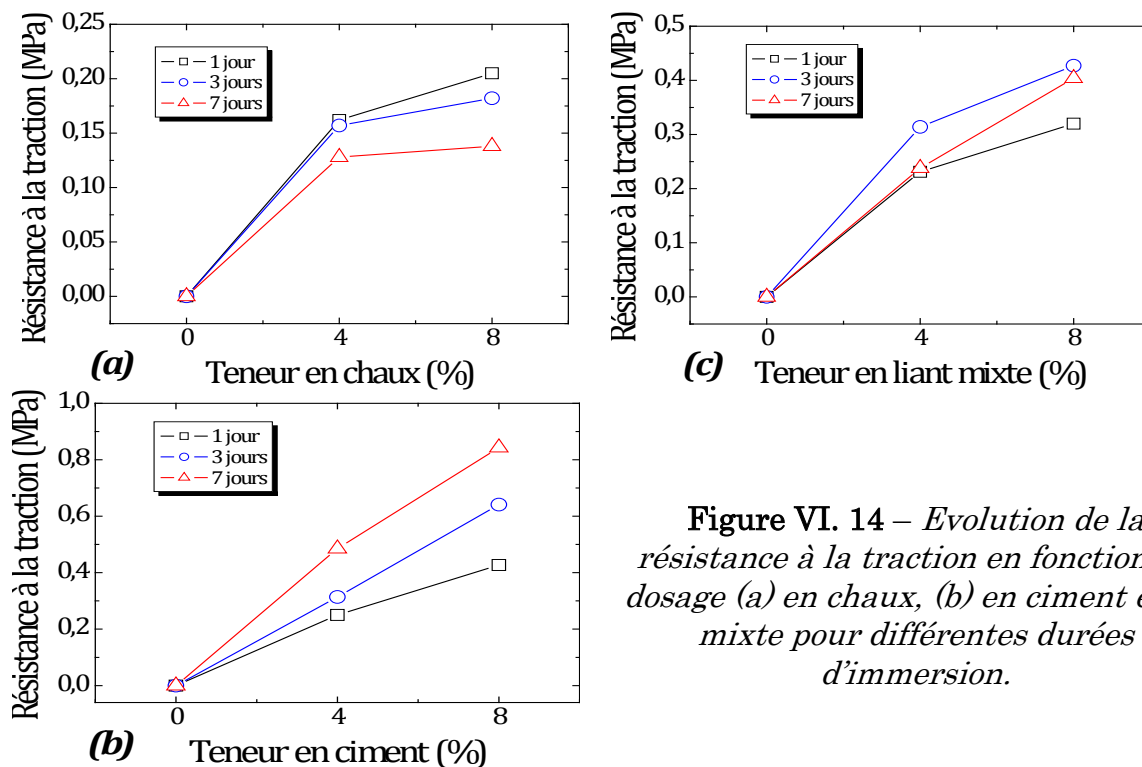 Résistance à la traction (MPa)
0,25
0,20
0,15
0,10
0,05
0,00
1 jour
3 jours
7 jours
0 4 8
(a) Teneur en chaux (%)
Résistance à la traction (MPa)
0,5
0,4
0,3
0,2
0,1
0,0
1 jour
3 jours
7 jours
0 4 8
(c) Teneur en liant mixte (%)
Résistance à la traction (MPa)
1,0
0,8
0,6
0,4
0,2
0,0
1 jour
3 jours
7 jours
0 4 8
(b) Teneur en ciment (%)
Figure VI. 14 – Evolution de la
résistance à la traction en fonction
dosage (a) en chaux, (b) en ciment e
mixte pour différentes durées
d'immersion.